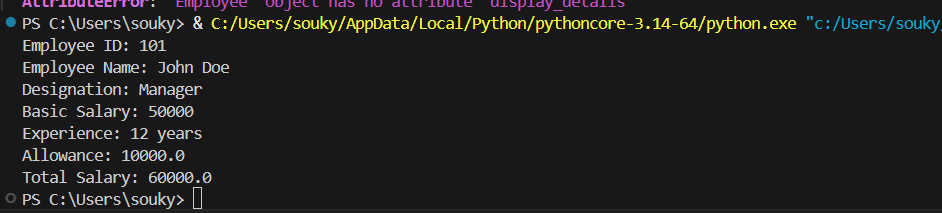 AttributeError: 'Employee' object has no attribute 'display_details'
PS C:\Users\souky> & C:/Users/souky/AppData/Local/Python/pythoncore-3.14-64/python.exe "c:/Users/souky/
Employee ID: 101
Employee Name: John Doe
Designation: Manager
Basic Salary: 50000
Experience: 12 years
Allowance: 10000.0
Total Salary: 60000.0
PS C:\Users\souky>